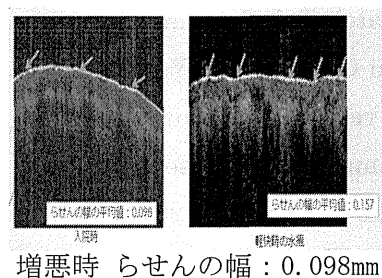 らせんの幅の平均値：0.098
らせんの幅の平均値：0.157
入院時
軽快時の水疱
増悪時 らせんの幅：0.098mm